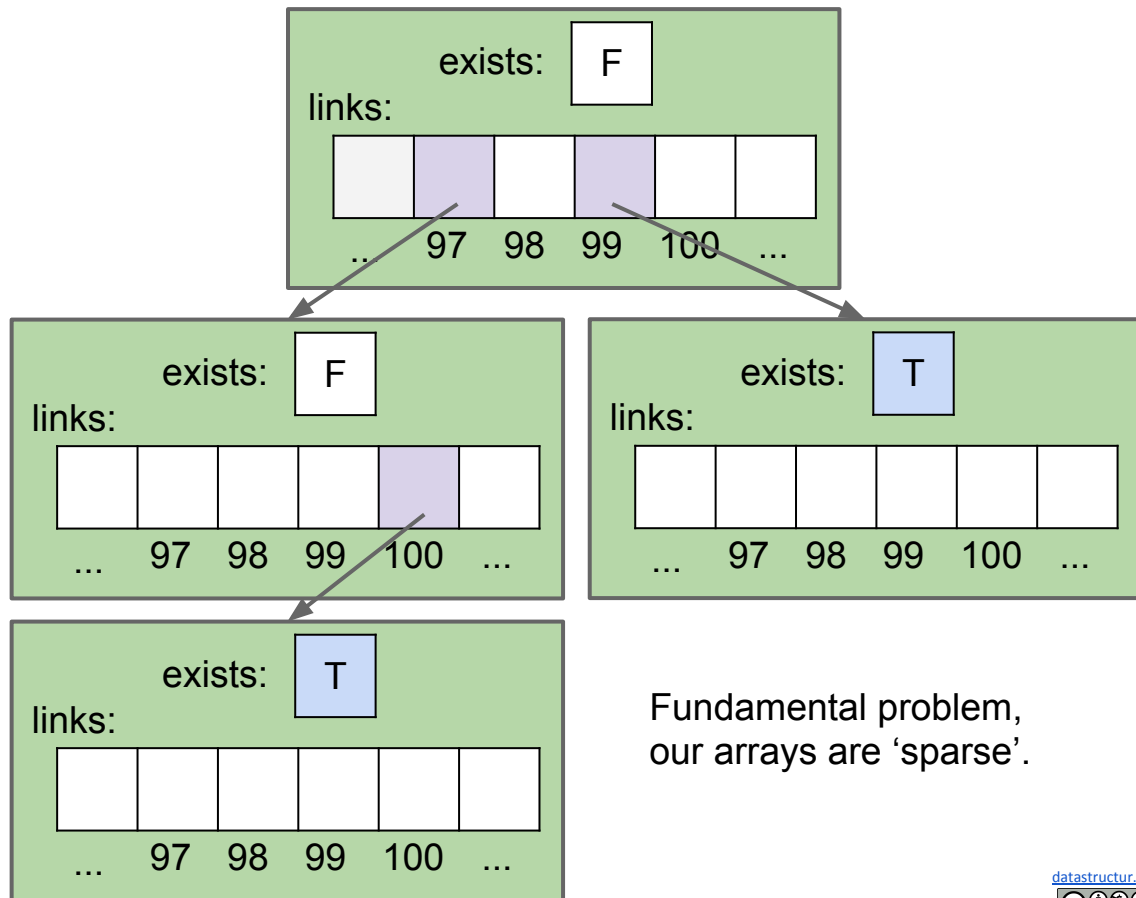 exists: F
links:
... 97 98 99 100 ...
exists: F
links:
... 97 98 99 100 ...
exists: T
links:
... 97 98 99 100 ...
exists: T
links:
... 97 98 99 100 ...
Fundamental problem,
our arrays are ‘sparse’.
datastructur.